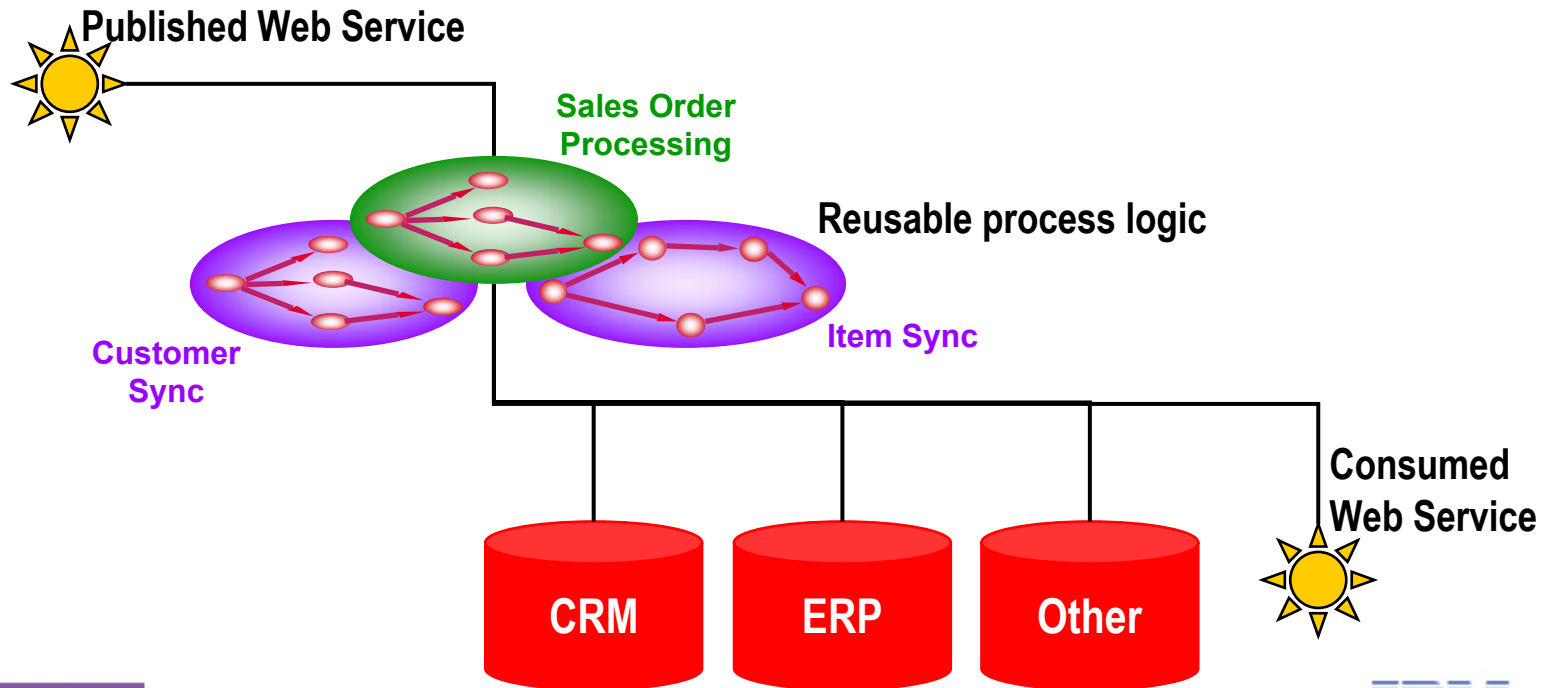 Published Web Service
Sales Order
Processing
Reusable process logic
Customer
Sync
Item Sync
Consumed
Web Service
CRM
ERP
Other